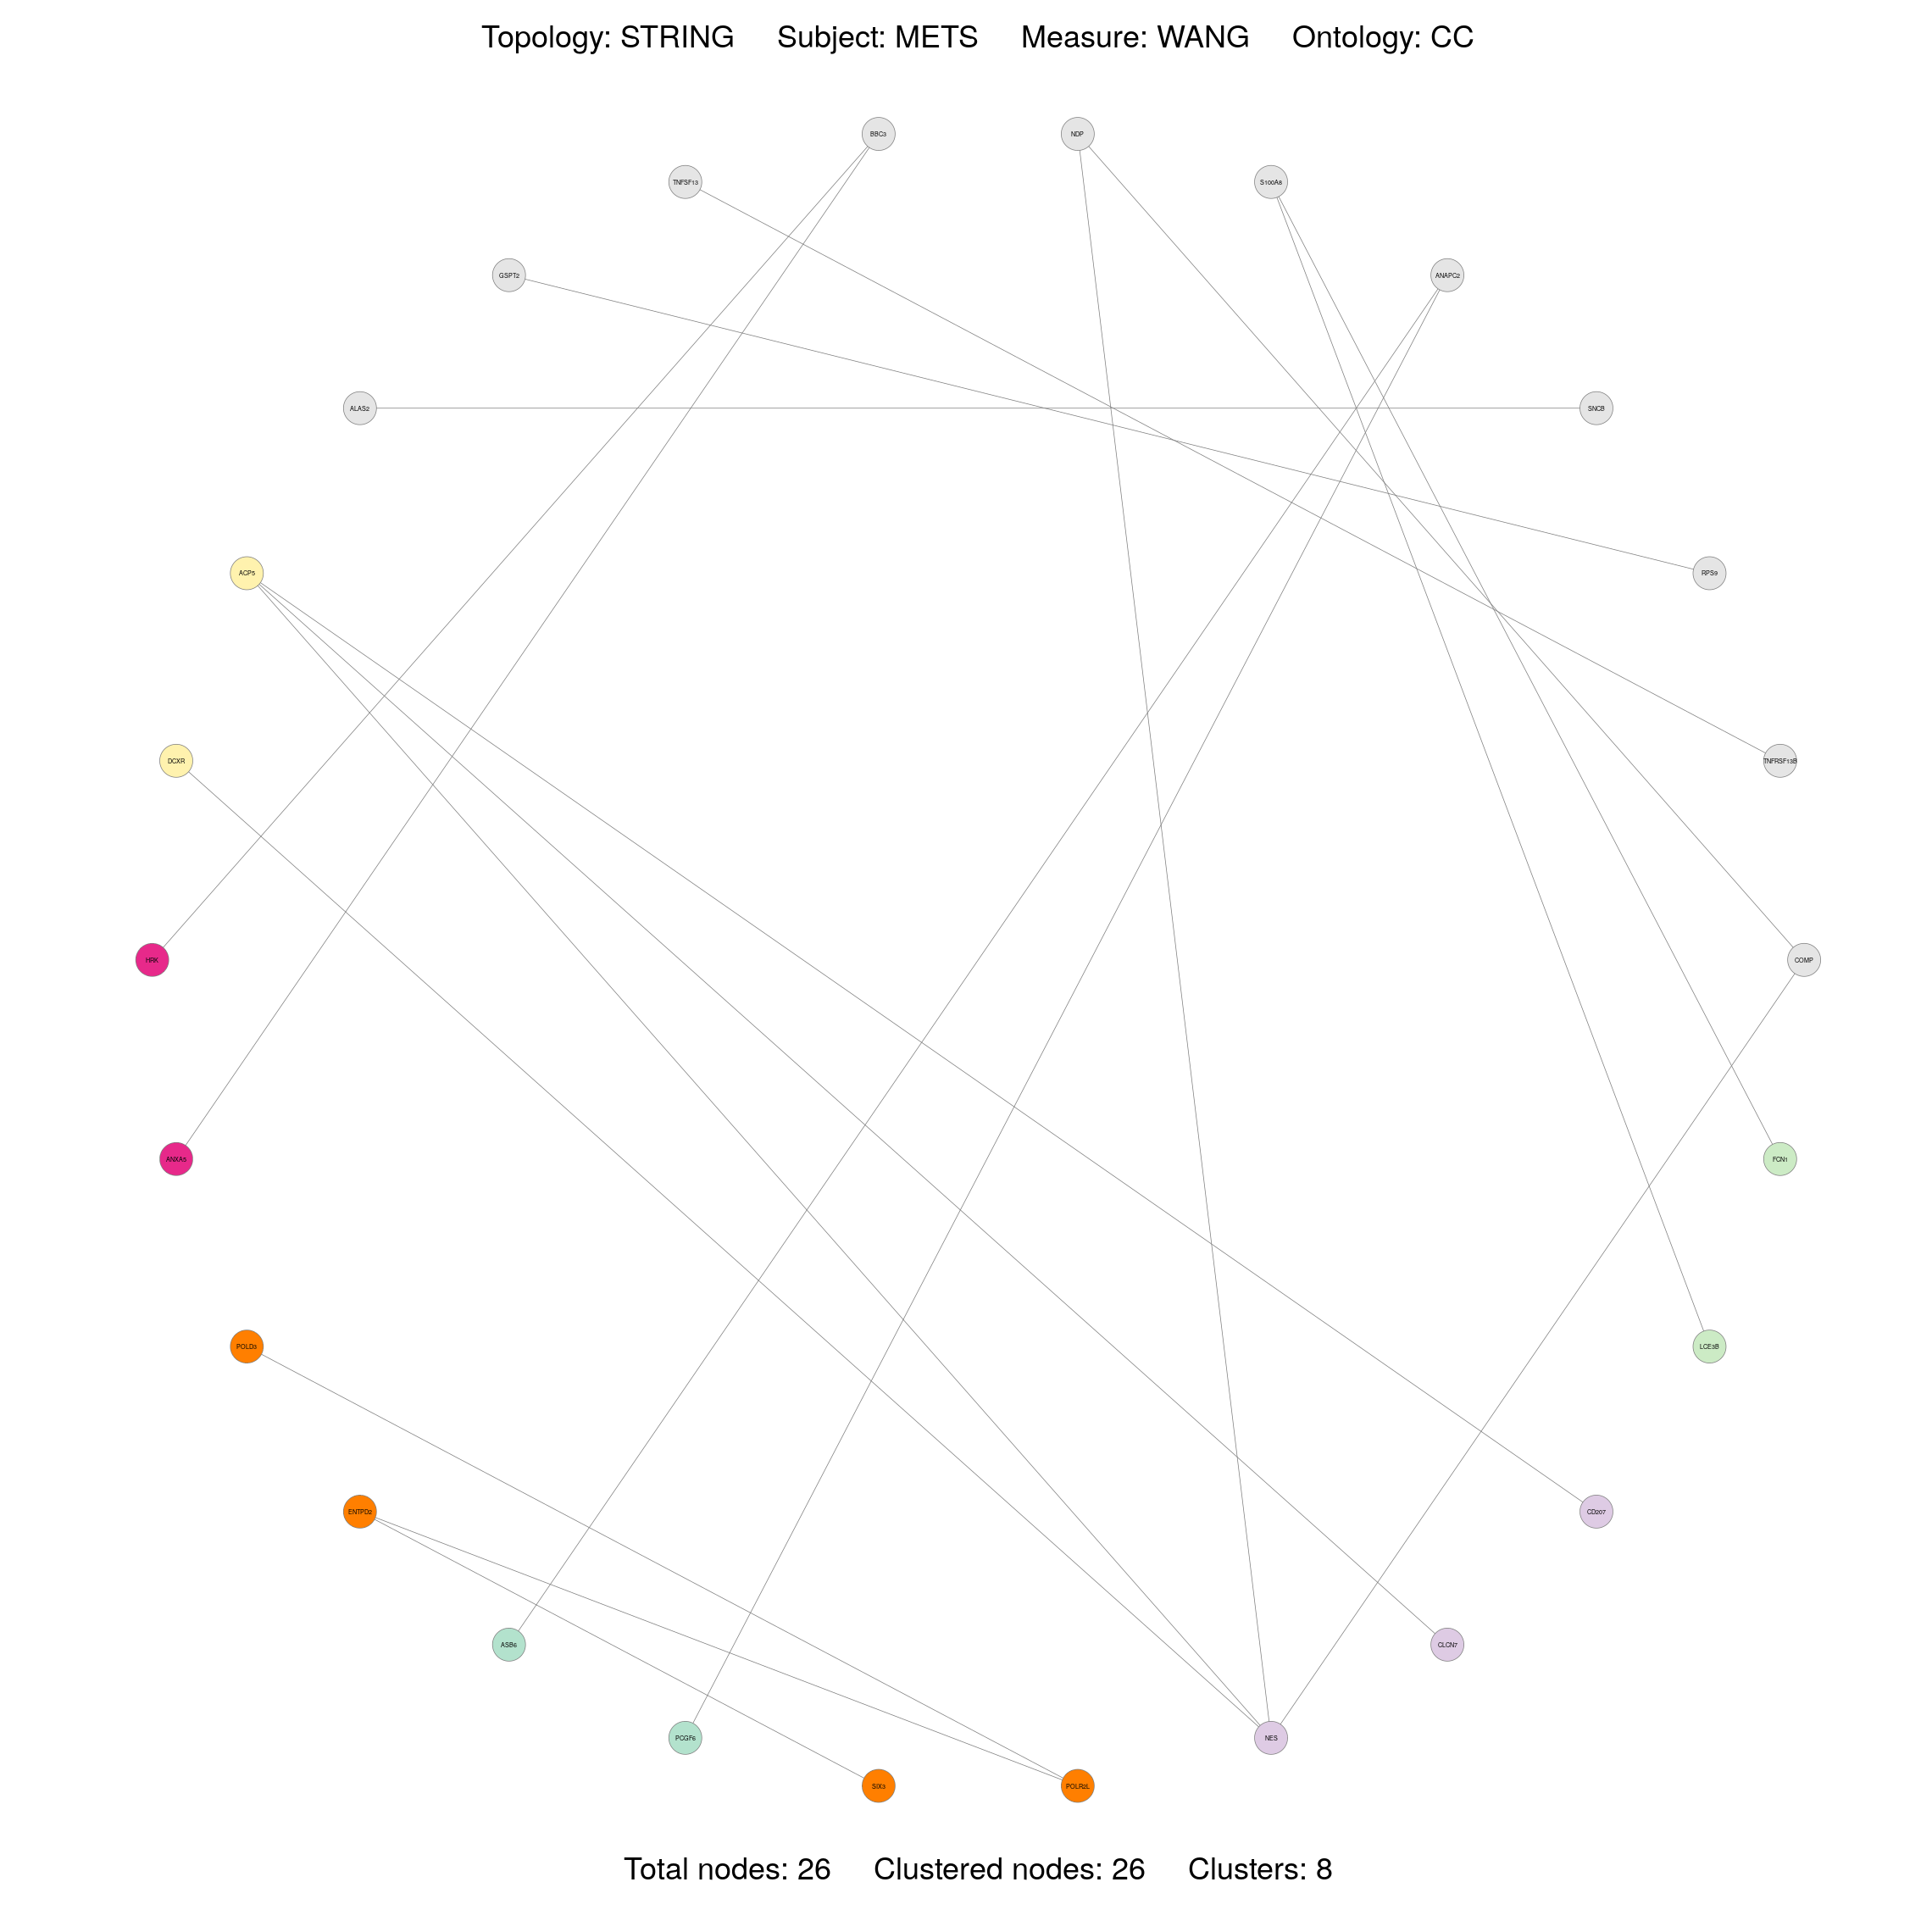 Topology: STRING Subject: METS Measure: WANG Ontology: CC
BBC3
NDP
TNFSF13
S100A8
GSPT2
ANAPC2
ALAS2
SNCB
ACP5
RPS9
DCXR
TNFRSF13B
HRK
COMP
ANXA5
FCN1
POLD3
LCE3B
ENTPD2
CD207
ASB6
CLCN7
PCGF6
NES
SIX3
POLR2L
Total nodes: 26 Clustered nodes: 26 Clusters: 8